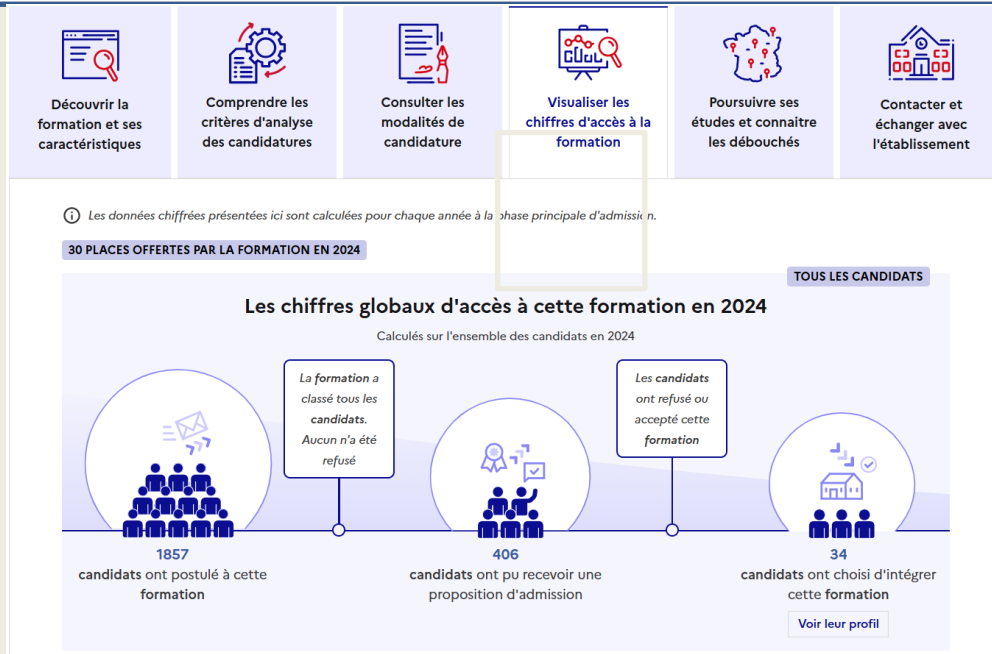 Découvrir la
formation et ses
caractéristiques
Comprendre les
critères d'analyse
des candidatures
Consulter les
modalités de
candidature
Visualiser les
chiffres d'accès à la
formation
Poursuivre ses
études et connaitre
les débouchés
Contacter et
échanger avec
l'établissement
Les données chiffrées présentées ici sont calculées pour chaque année à la phase principale d'admission.
30 PLACES OFFERTES PAR LA FORMATION EN 2024
TOUS LES CANDIDATS
Les chiffres globaux d'accès à cette formation en 2024
Calculés sur l'ensemble des candidats en 2024
La formation a
classé tous les
candidats.
Aucun n'a été
refusé
Les candidats
ont refusé ou
accepté cette
formation
1857
candidats ont postulé à cette
formation
406
candidats ont pu recevoir une
proposition d'admission
34
candidats ont choisi d'intégrer
cette formation
Voir leur profil